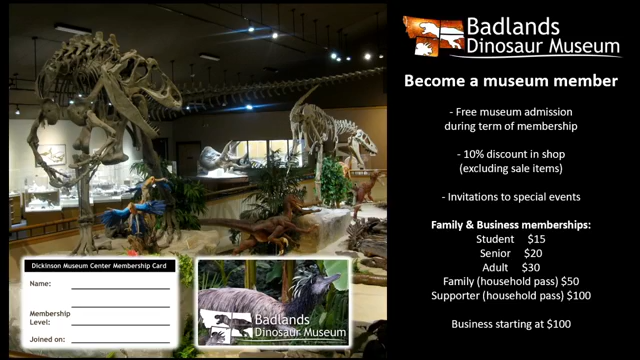 Badlands
Dinosaur Museum
Become a museum member
- Free museum admission
during term of membership
- 10% discount in shop
(excluding sale items)
- Invitations to special events
Family & Business memberships:
Student $15
Senior $20
Adult $30
Family (household pass) $50
Supporter (household pass) $100
Business starting at $100
Dickinson Museum Center Membership Card
Name:
Membership
Level:
Joined on:
Badlands
Dinosaur Museum